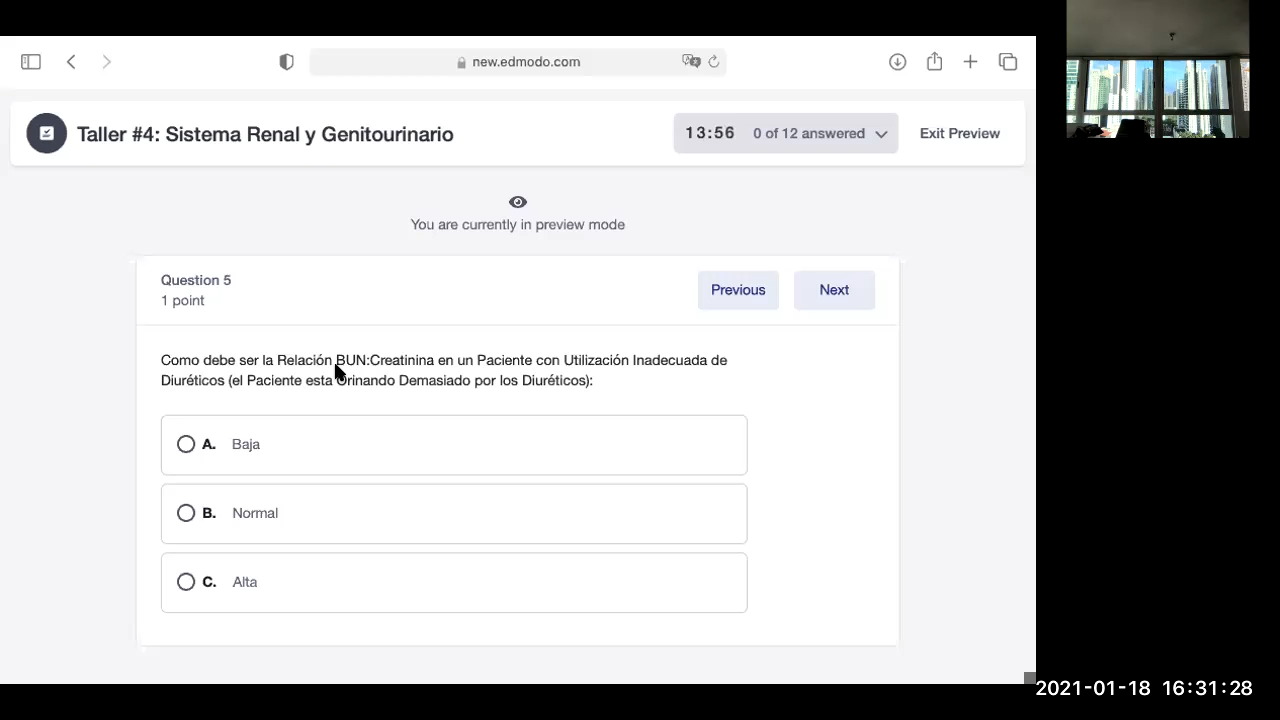 new.edmodo.com
Taller #4: Sistema Renal y Genitourinario
13:56 0 of 12 answered
Exit Preview
You are currently in preview mode
Question 5
1 point
Previous
Next
Como debe ser la Relación BUN:Creatinina en un Paciente con Utilización Inadecuada de
Diuréticos (el Paciente esta Orinando Demasiado por los Diuréticos):
A. Baja
B. Normal
C. Alta
2021-01-18 16:31:28